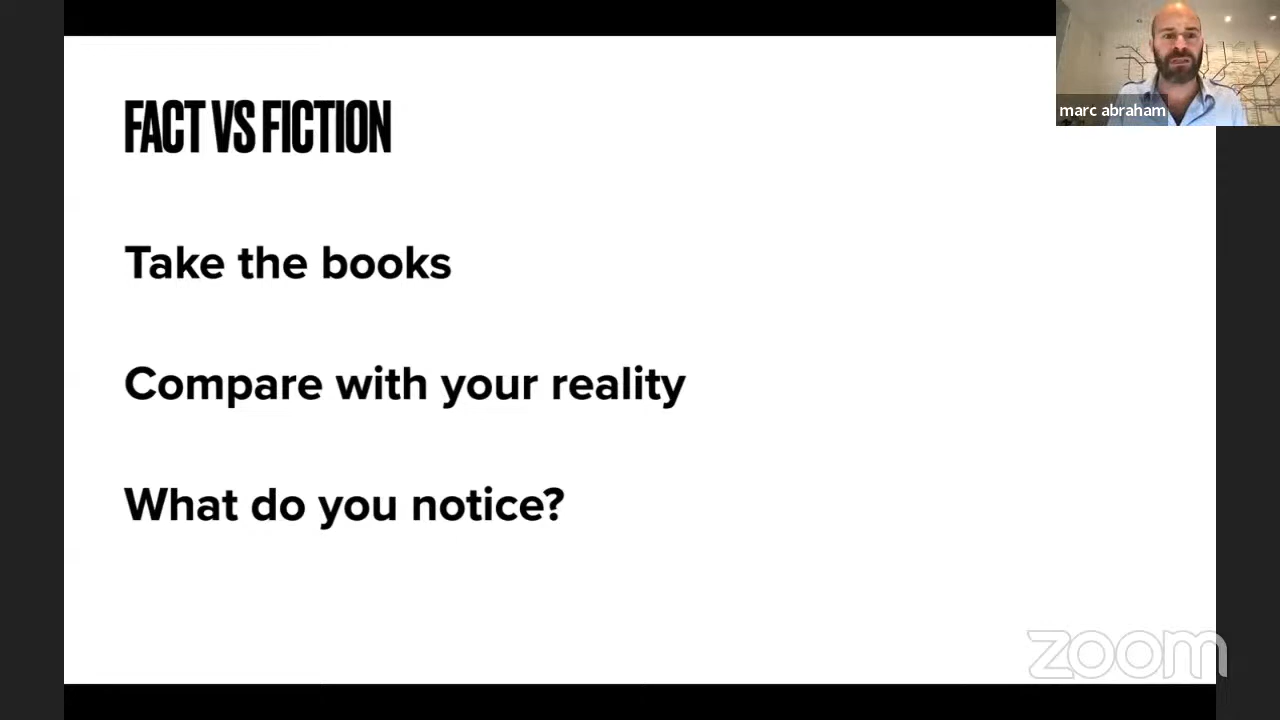 FACT VS FICTION
marc abraham
Take the books
Compare with your reality
What do you notice?
zoom